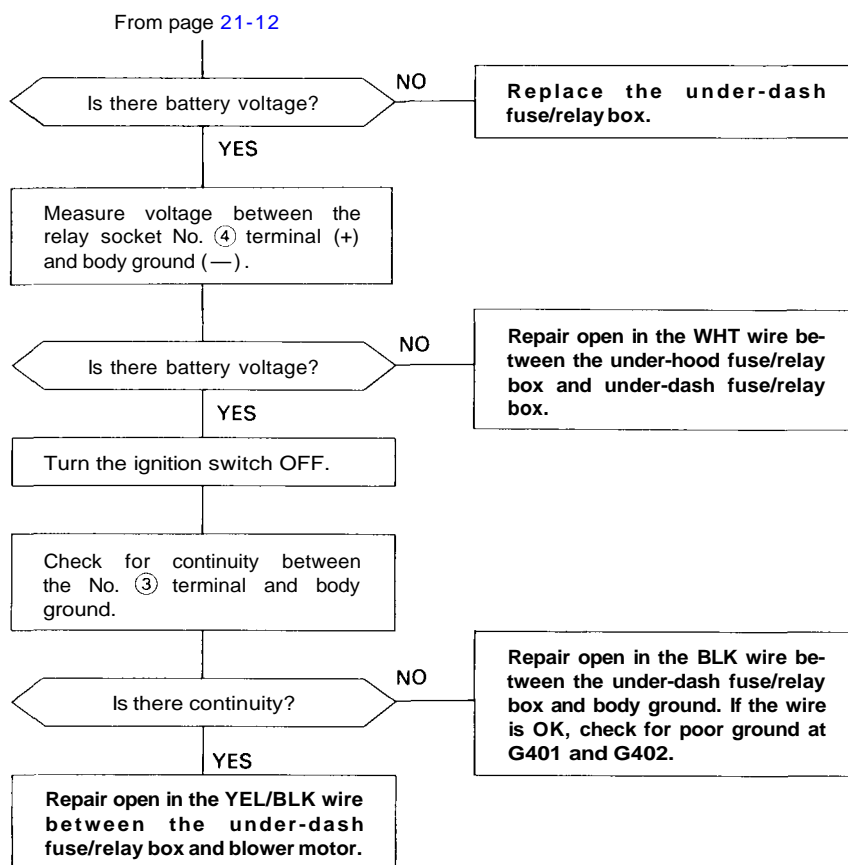 From page 21-12
Is there battery voltage?
NO
Replace the under-dash
fuse/relay box.
YES
Measure voltage between the
relay socket No. ④ terminal (+)
and body ground (—).
Is there battery voltage?
NO
Repair open in the WHT wire be-
tween the under-hood fuse/relay
box and under-dash fuse/relay
box.
YES
Turn the ignition switch OFF.
Check for continuity between
the No. ③ terminal and body
ground.
Is there continuity?
NO
Repair open in the BLK wire be-
tween the under-dash fuse/relay
box and body ground. If the wire
is OK, check for poor ground at
G401 and G402.
YES
Repair open in the YEL/BLK wire
between the under-dash
fuse/relay box and blower motor.